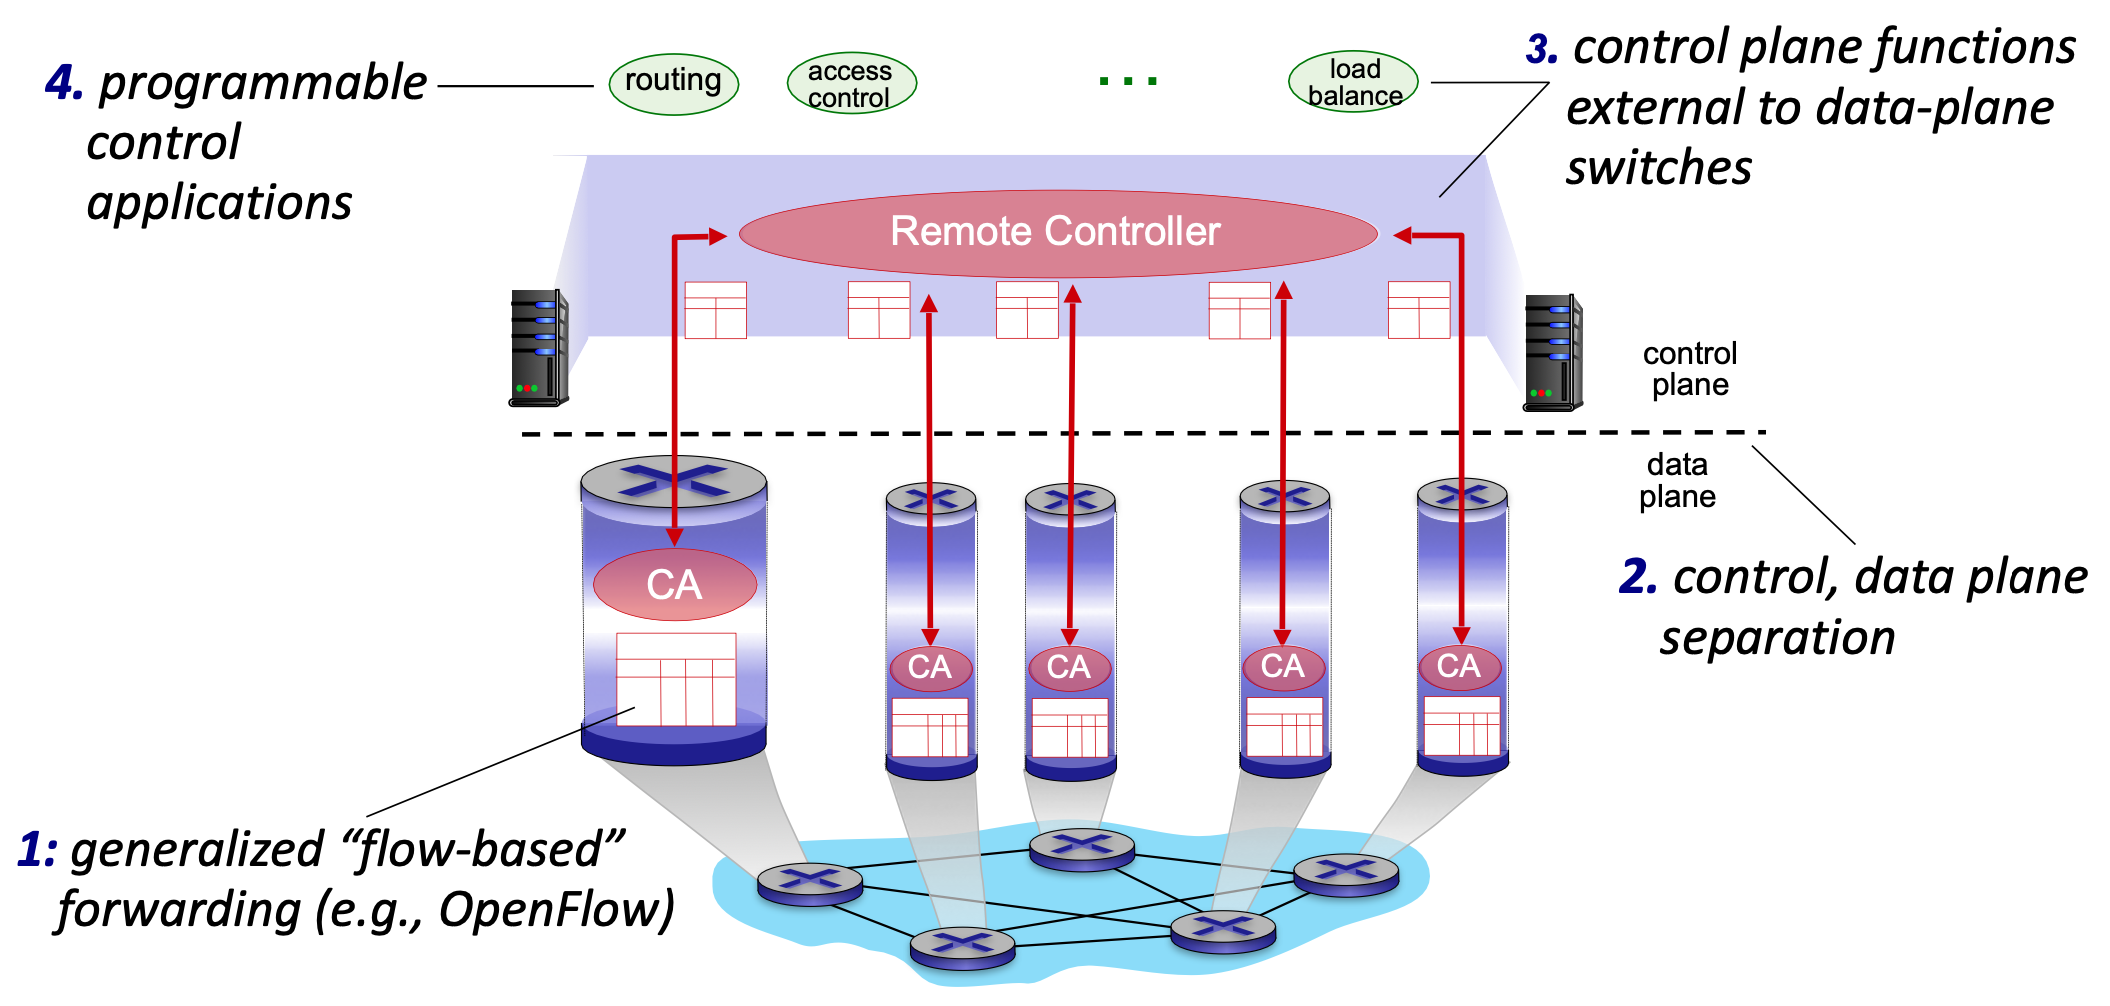 4. programmable
control
applications
routing
access
control
...
load
balance
3. control plane functions
external to data-plane
switches
Remote Controller
control
plane
data
plane
2. control, data plane
separation
CA
CA
CA
CA
CA
1: generalized “flow-based”
forwarding (e.g., OpenFlow)